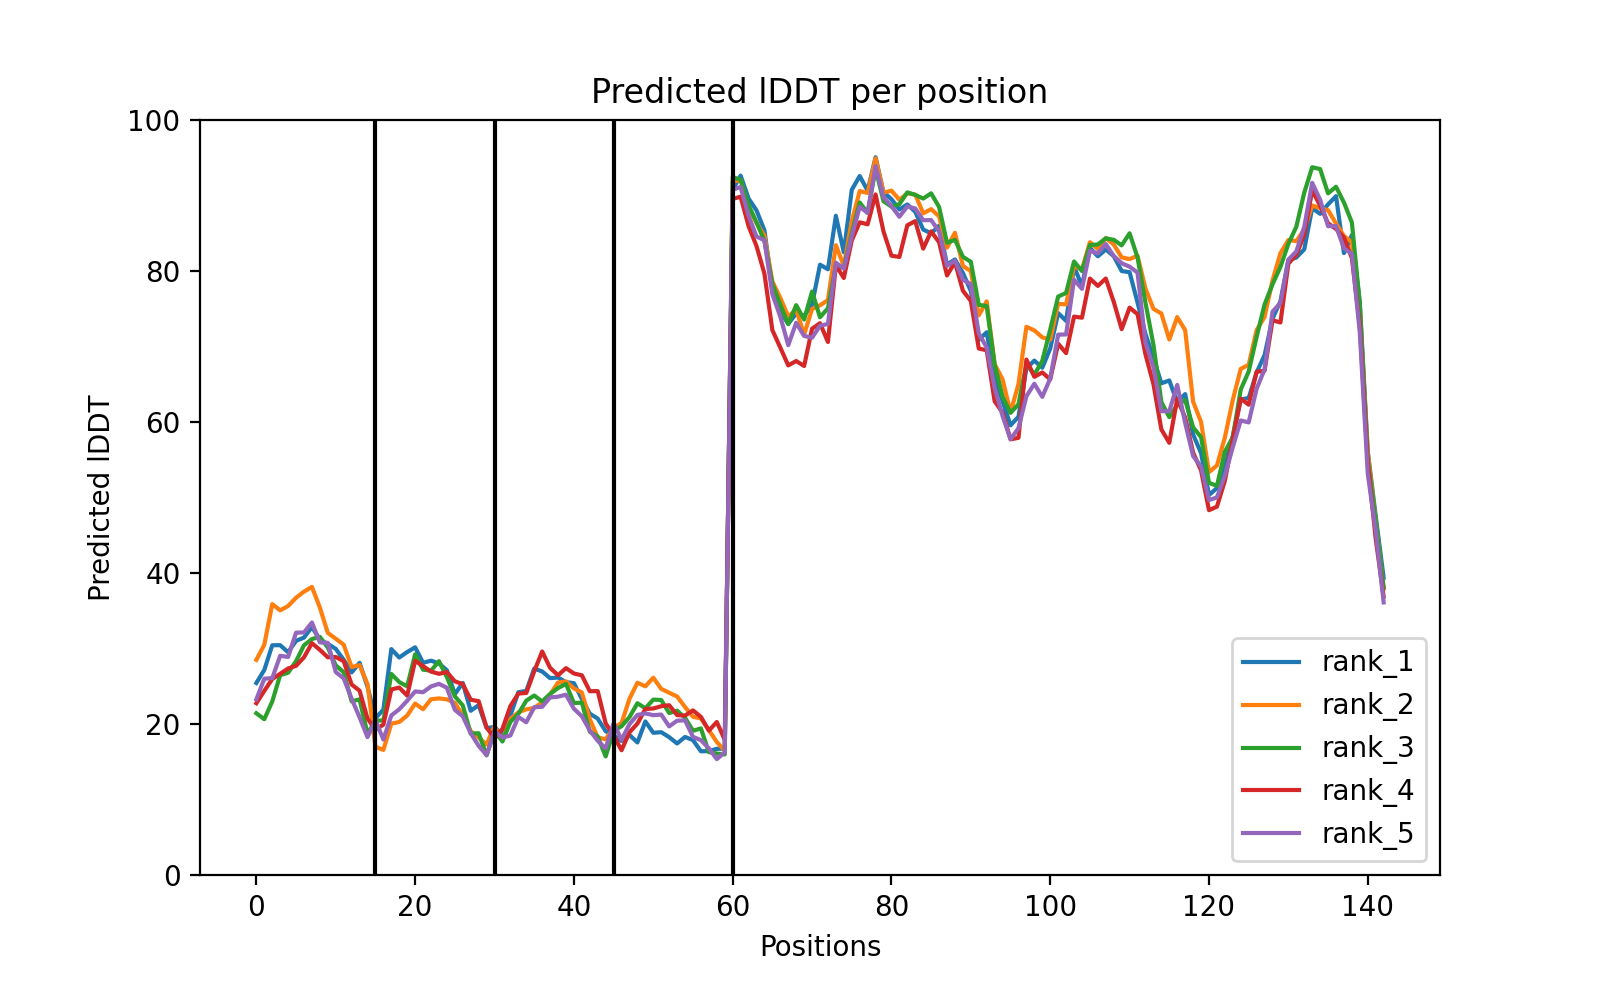 Predicted lDDT per position
100
80
60
40
20
0
Predicted lDDT
0 20 40 60 80 100 120 140
Positions
rank_1
rank_2
rank_3
rank_4
rank_5